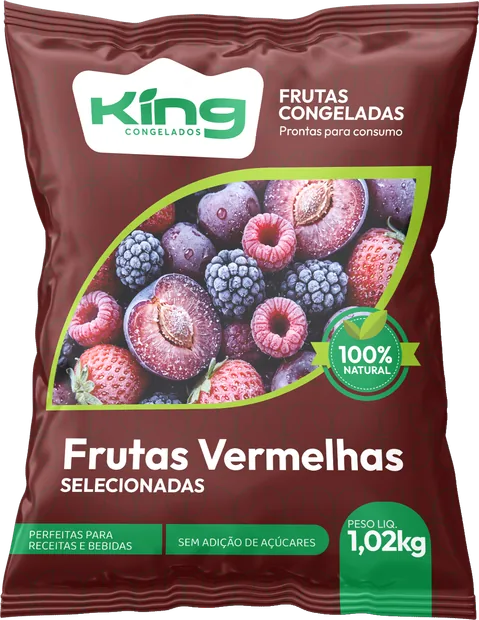 King
CONGELADOS
FRUTAS
CONGELADAS
Prontas para consumo
100%
NATURAL
Frutas Vermelhas
SELECIONADAS
PERFEITAS PARA
RECEITAS E BEBIDAS
SEM ADIÇÃO DE AÇÚCARES
PESO LIQ.
1,02kg